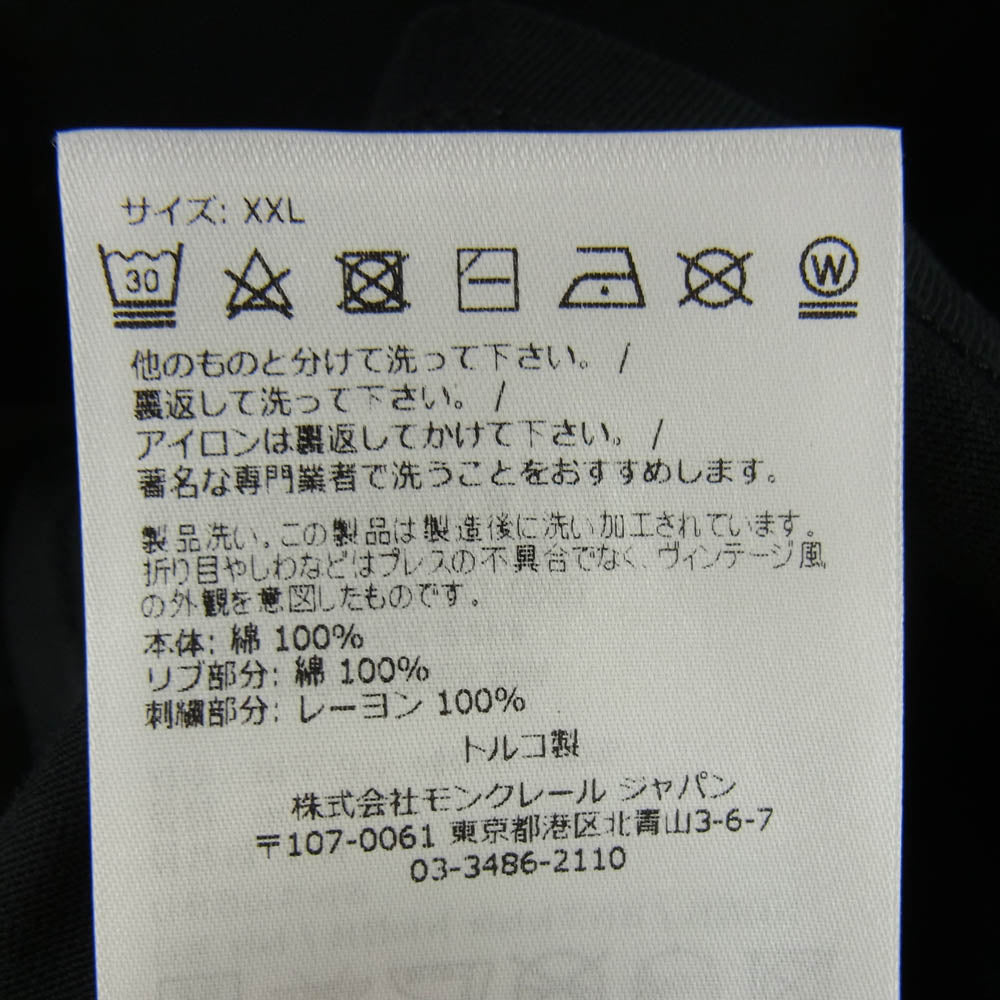 サイズ: XXL
30
W
他のものと分けて洗って下さい。 /
裏返して洗って下さい。 /
アイロンは裏返してかけて下さい。 /
著名な専門業者で洗うことをおすすめします。
製品洗い。この製品は製造後に洗い加工されています。
折り目やしわなどはプレスの不具合でなく、ヴィンテージ風
の外観を意図したものです。
本体: 綿 100%
リブ部分: 綿 100%
刺繍部分: レーヨン 100%
トルコ製
株式会社モンクレール ジャパン
〒107-0061 東京都港区北青山3-6-7
03-3486-2110